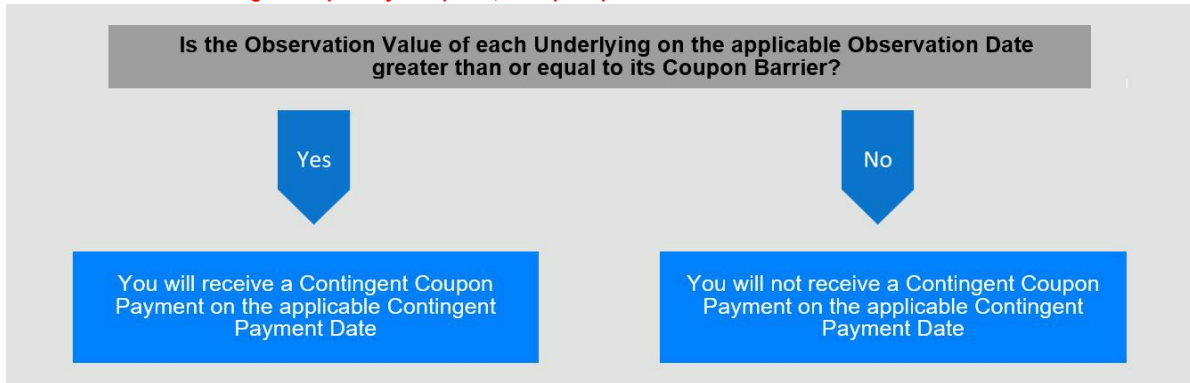 Is the Observation Value of each Underlying on the applicable Observation Date
greater than or equal to its Coupon Barrier?
Yes
No
You will receive a Contingent Coupon
Payment on the applicable Contingent
Payment Date
You will not receive a Contingent Coupon
Payment on the applicable Contingent
Payment Date